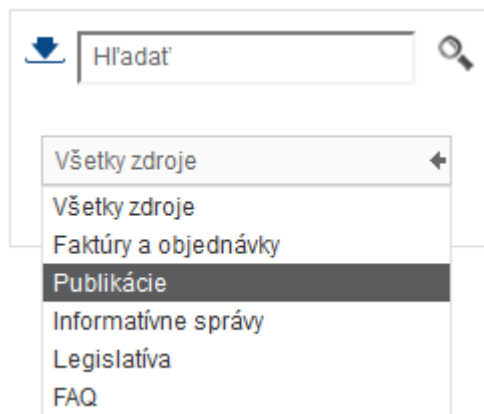 Hľadať
Všetky zdroje
Všetky zdroje
Faktúry a objednávky
Publikácie
Informatívne správy
Legislatíva
FAQ